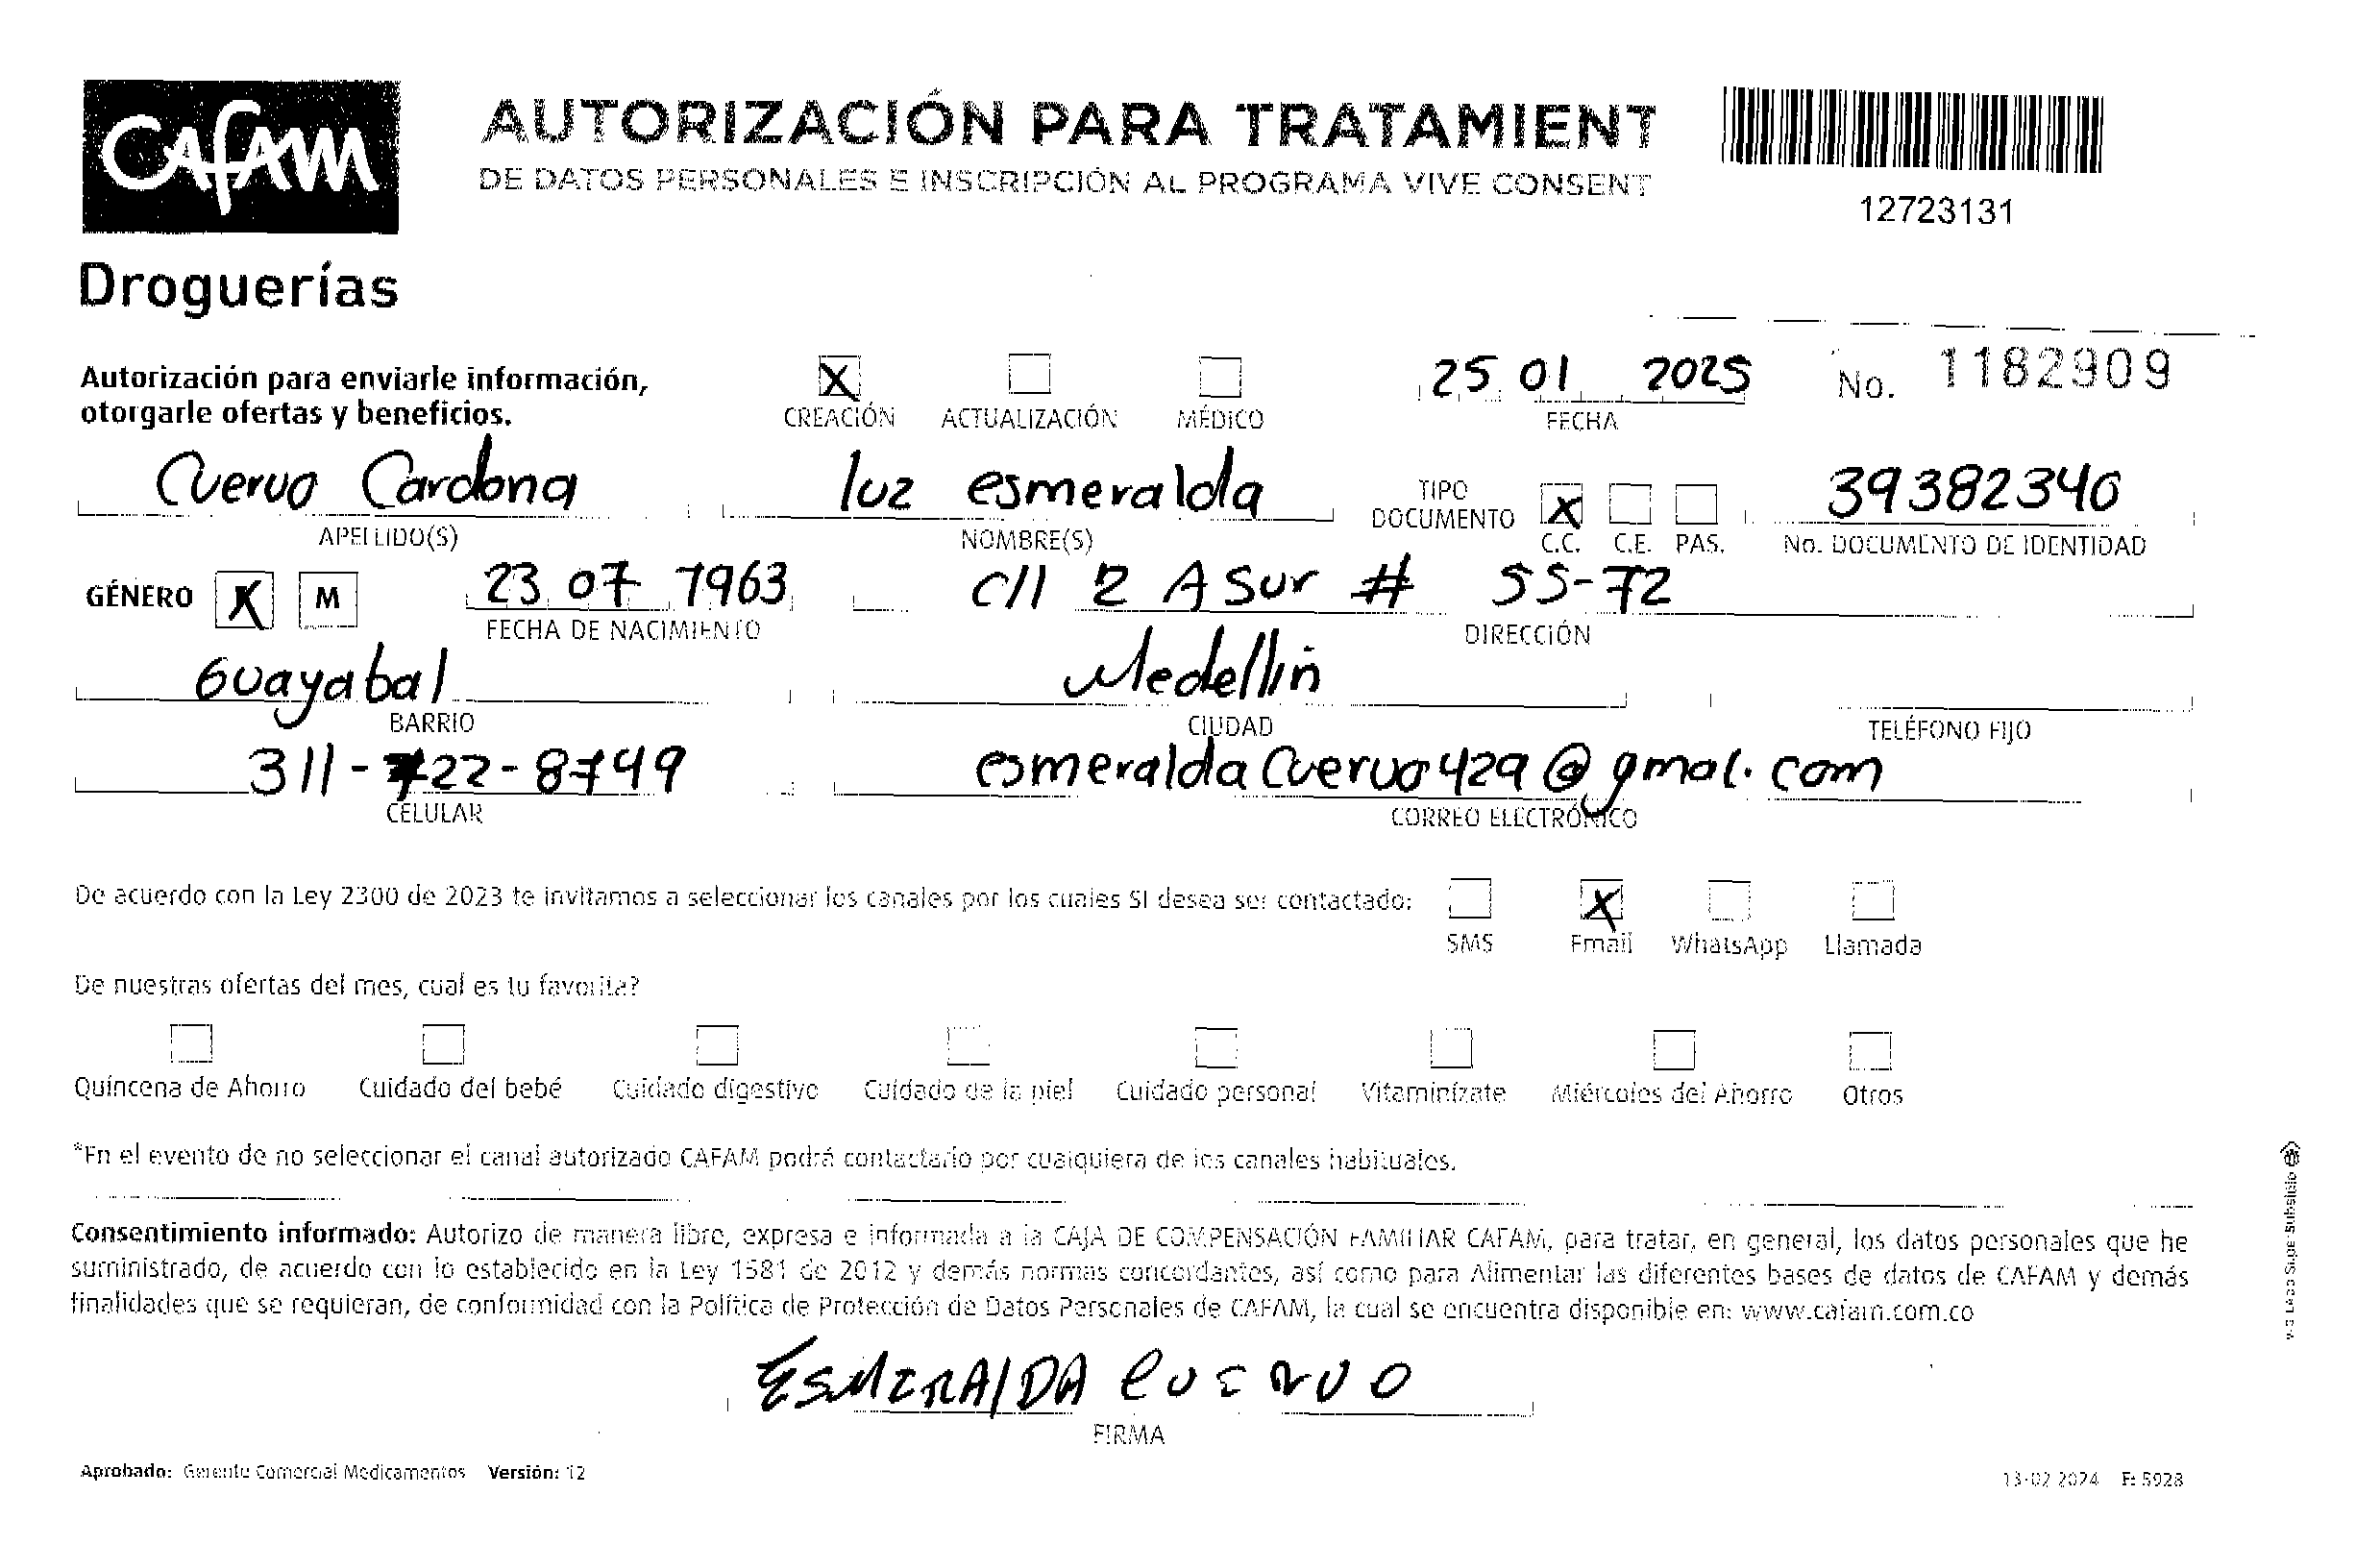 CAFAM
Droguerías
AUTORIZACIÓN PARA TRATAMIENT
DE DATOS PERSONALES E INSCRIPCIÓN AL PROGRAMA VIVE CONSENT
12723131
Autorización para enviarle información,
otorgarle ofertas y beneficios.
X CREACIÓN ACTUALIZACIÓN MÉDICO
25 01 2025
FECHA
No. 1182909
Cuervo Cardona
APELLIDO(S)
luz esmeralda
NOMBRE(S)
TIPO DOCUMENTO X C.C. C.E. PAS.
39382340
No. DOCUMENTO DE IDENTIDAD
GÉNERO X M
23 07 1963
FECHA DE NACIMIENTO
cll 2 A Sur # 55-72
DIRECCIÓN
Guayabal
BARRIO
Medellin
CIUDAD
TELÉFONO FIJO
311-722-8749
CELULAR
esmeraldaCuervo429@gmal.com
CORREO ELECTRÓNICO
De acuerdo con la Ley 2300 de 2023 te invitamos a seleccionar los canales por los cuales SI desea ser contactado:
SMS X Email WhatsApp Llamada
De nuestras ofertas del mes, cual es tu favorita?
Quincena de Ahorro Cuidado del bebé Cuidado digestivo Cuidado de la piel Cuidado personal Vitaminízate Miércoles del Ahorro Otros
*En el evento de no seleccionar el canal autorizado CAFAM podrá contactarlo por cualquiera de los canales habituales.
Consentimiento informado: Autorizo de manera libre, expresa e informada a la CAJA DE COMPENSACIÓN FAMILIAR CAFAM, para tratar, en general, los datos personales que he
suministrado, de acuerdo con lo establecido en la Ley 1581 de 2012 y demás normas concordantes, así como para Alimentar las diferentes bases de datos de CAFAM y demás
finalidades que se requieran, de conformidad con la Política de Protección de Datos Personales de CAFAM, la cual se encuentra disponible en: www.cafam.com.co
ESMERALDA CUERVO
FIRMA
Aprobado: Gerente Comercial Medicamentos Versión: 12
13-02 2024 F: 5928